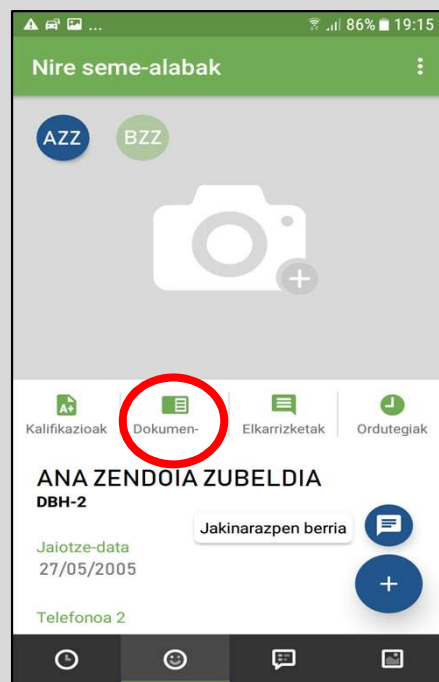 ... 86% 19:15
Nire seme-alabak
AZZ BZZ
A+
Kalifikazioak Dokumen- Elkarrizketak Ordutegiak
ANA ZENDOIA ZUBELDIA
DBH-2
Jakinarazpen berria
Jaiotze-data
27/05/2005
Telefonoa 2